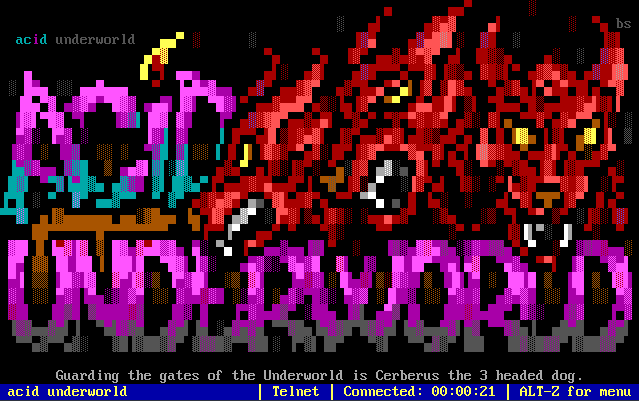 bs
acid underworld
acid
underworld
Guarding the gates of the Underworld is Cerberus the 3 headed dog.
acid underworld | Telnet | Connected: 00:00:21 | ALT-Z for menu